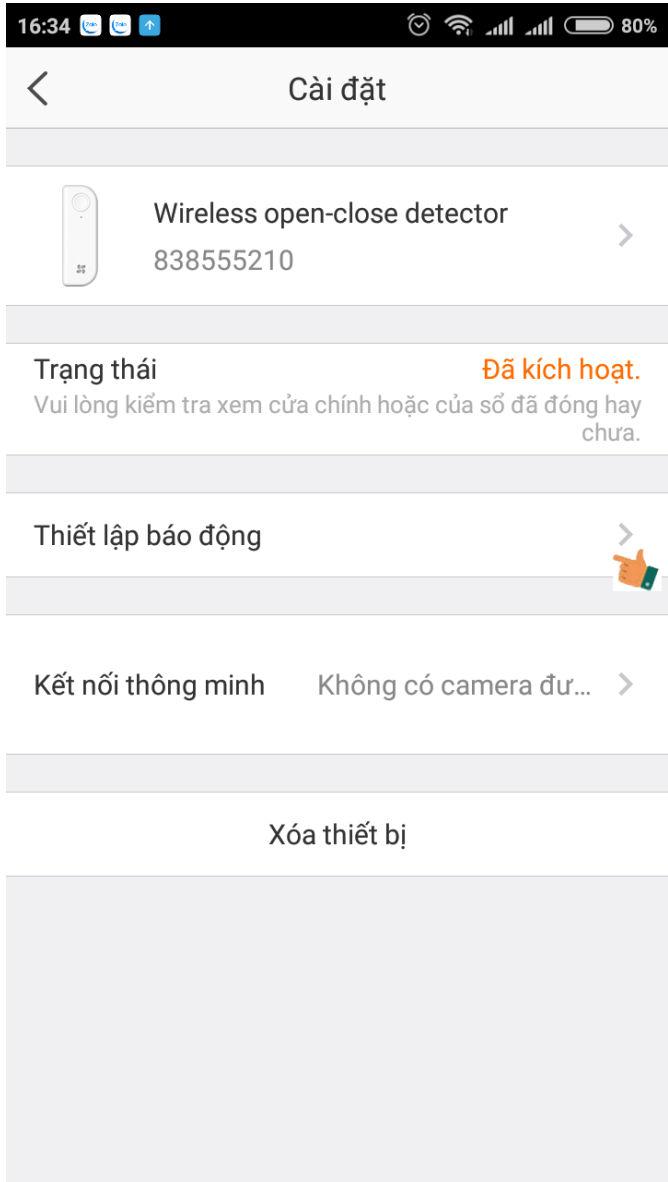 16:34 80%
Cài đặt
Wireless open-close detector
838555210
Trạng thái Đã kích hoạt.
Vui lòng kiểm tra xem cửa chính hoặc của sổ đã đóng hay
chưa.
Thiết lập báo động
Kết nối thông minh Không có camera đư...
Xóa thiết bị